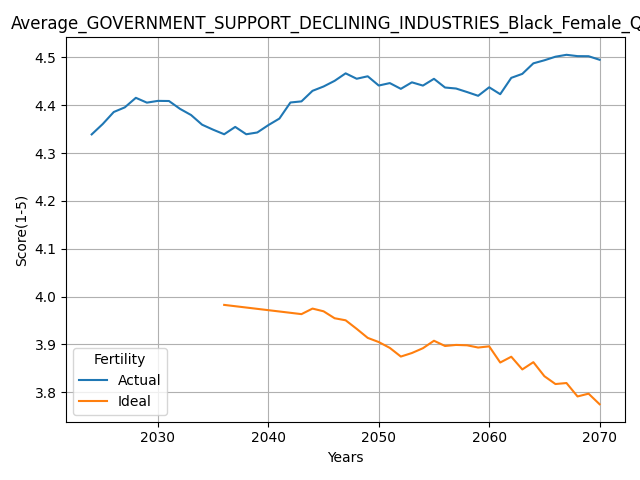 Average_GOVERNMENT_SUPPORT_DECLINING_INDUSTRIES_Black_Female_Q
4.5
4.4
4.3
4.2
4.1
4.0
3.9
3.8
Score(1-5)
Fertility
Actual
Ideal
2030 2040 2050 2060 2070
Years